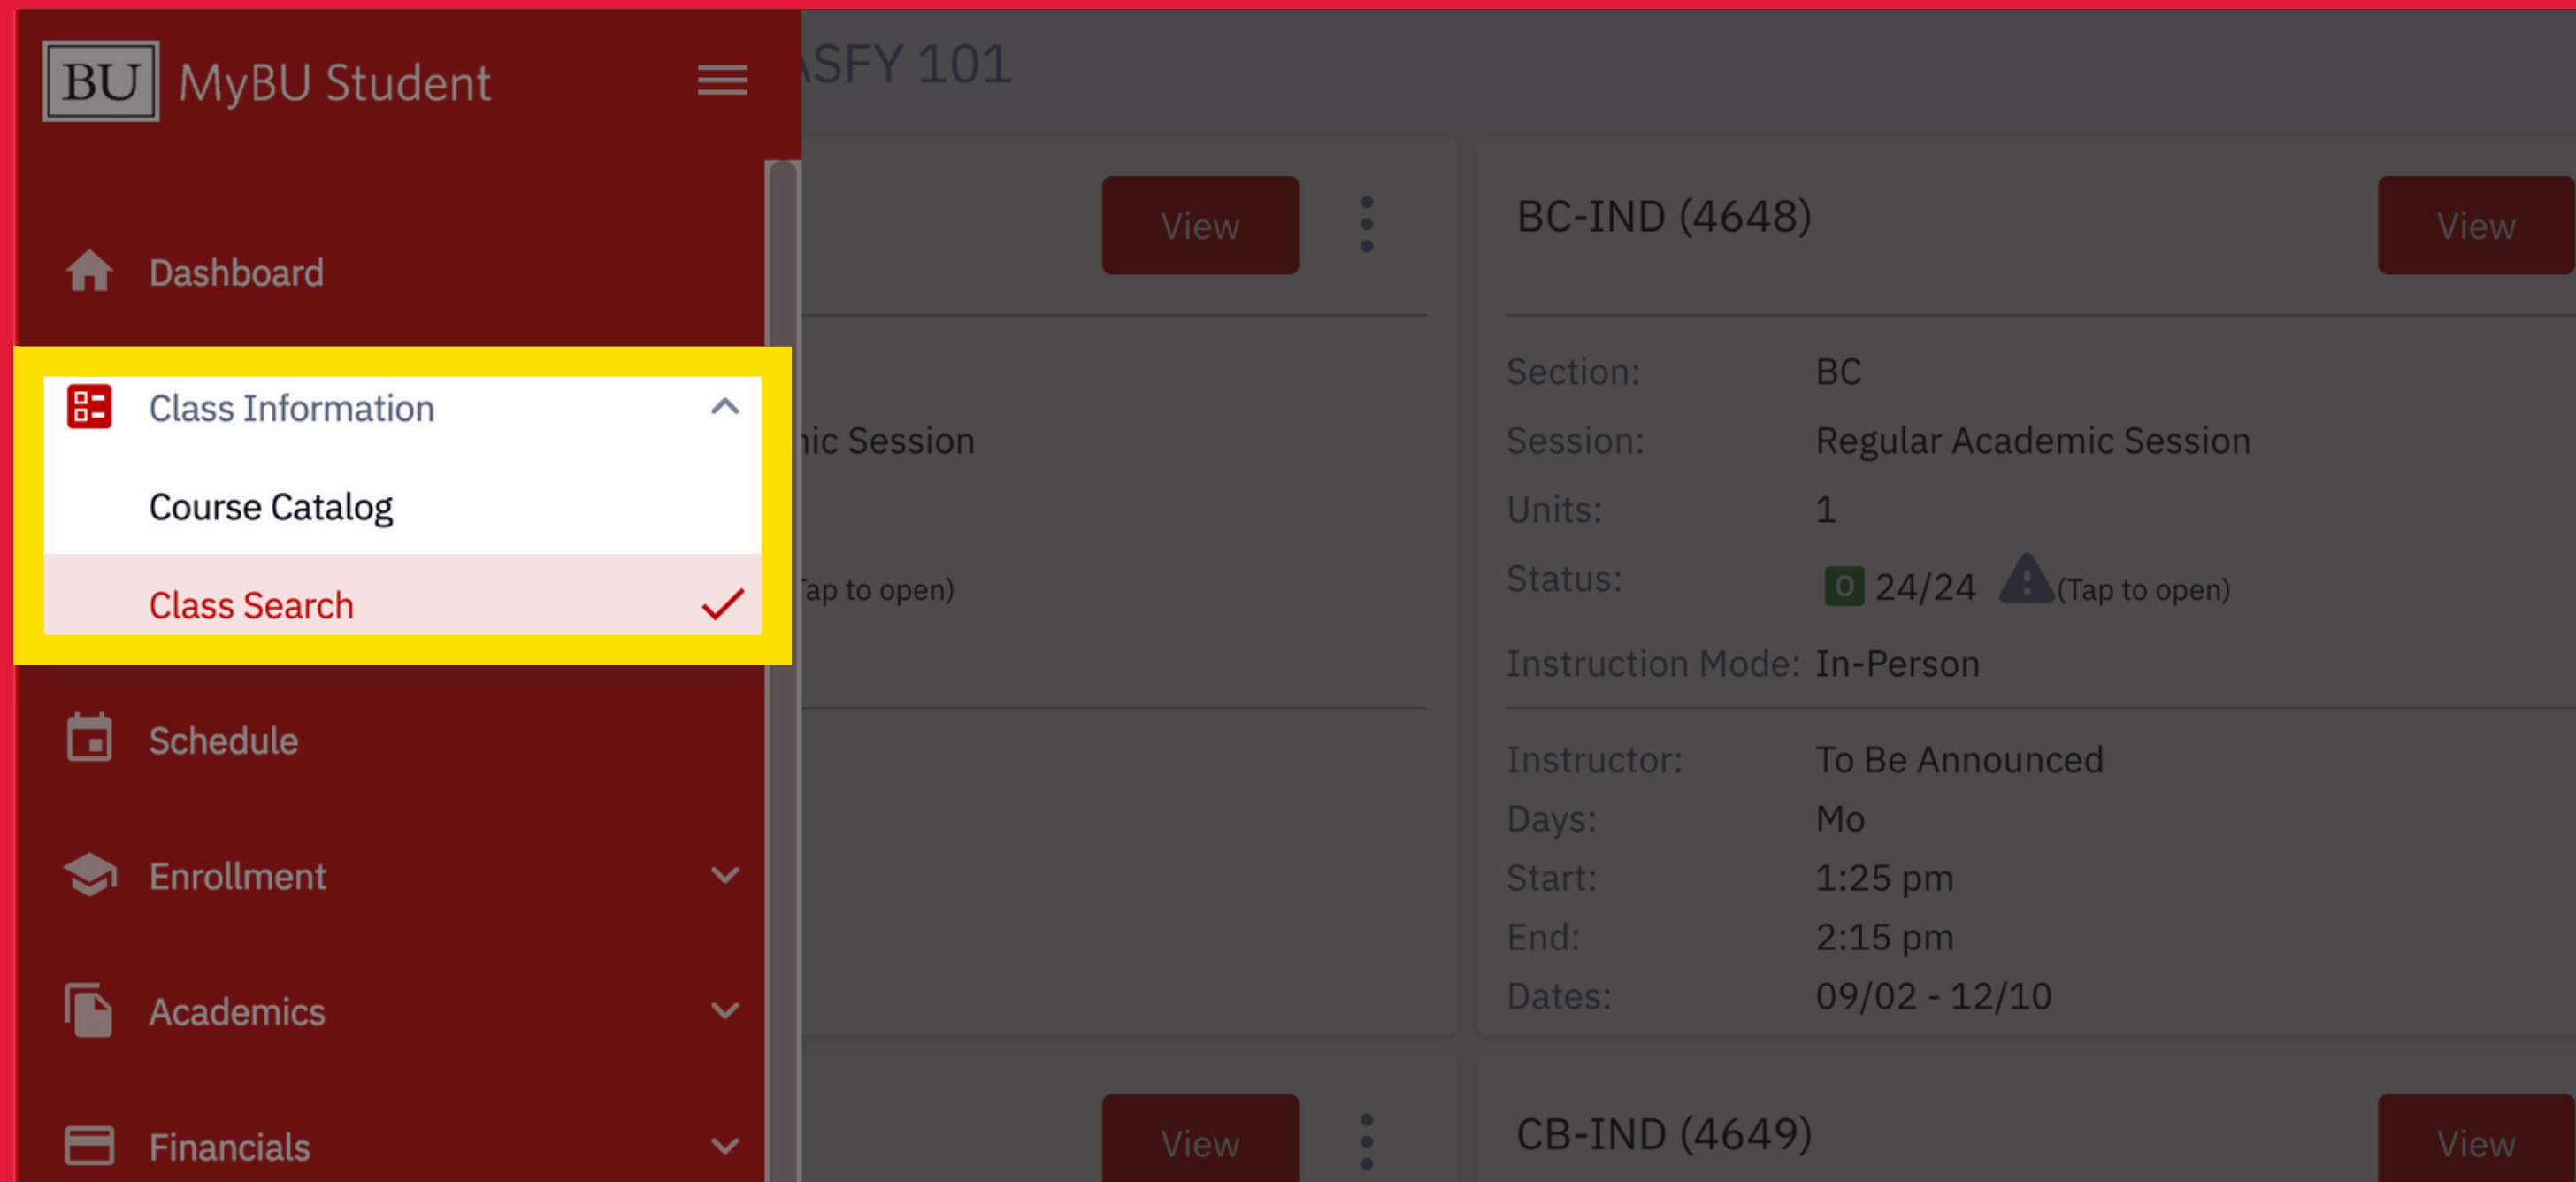 BU MyBU Student
Dashboard
Class Information
Course Catalog
Class Search
Schedule
Enrollment
Academics
Financials
ASFY 101
View
Session
(Tap to open)
View
BC-IND (4648)
View
Section: BC
Session: Regular Academic Session
Units: 1
Status: O 24/24 (Tap to open)
Instruction Mode: In-Person
Instructor: To Be Announced
Days: Mo
Start: 1:25 pm
End: 2:15 pm
Dates: 09/02 - 12/10
CB-IND (4649)
View